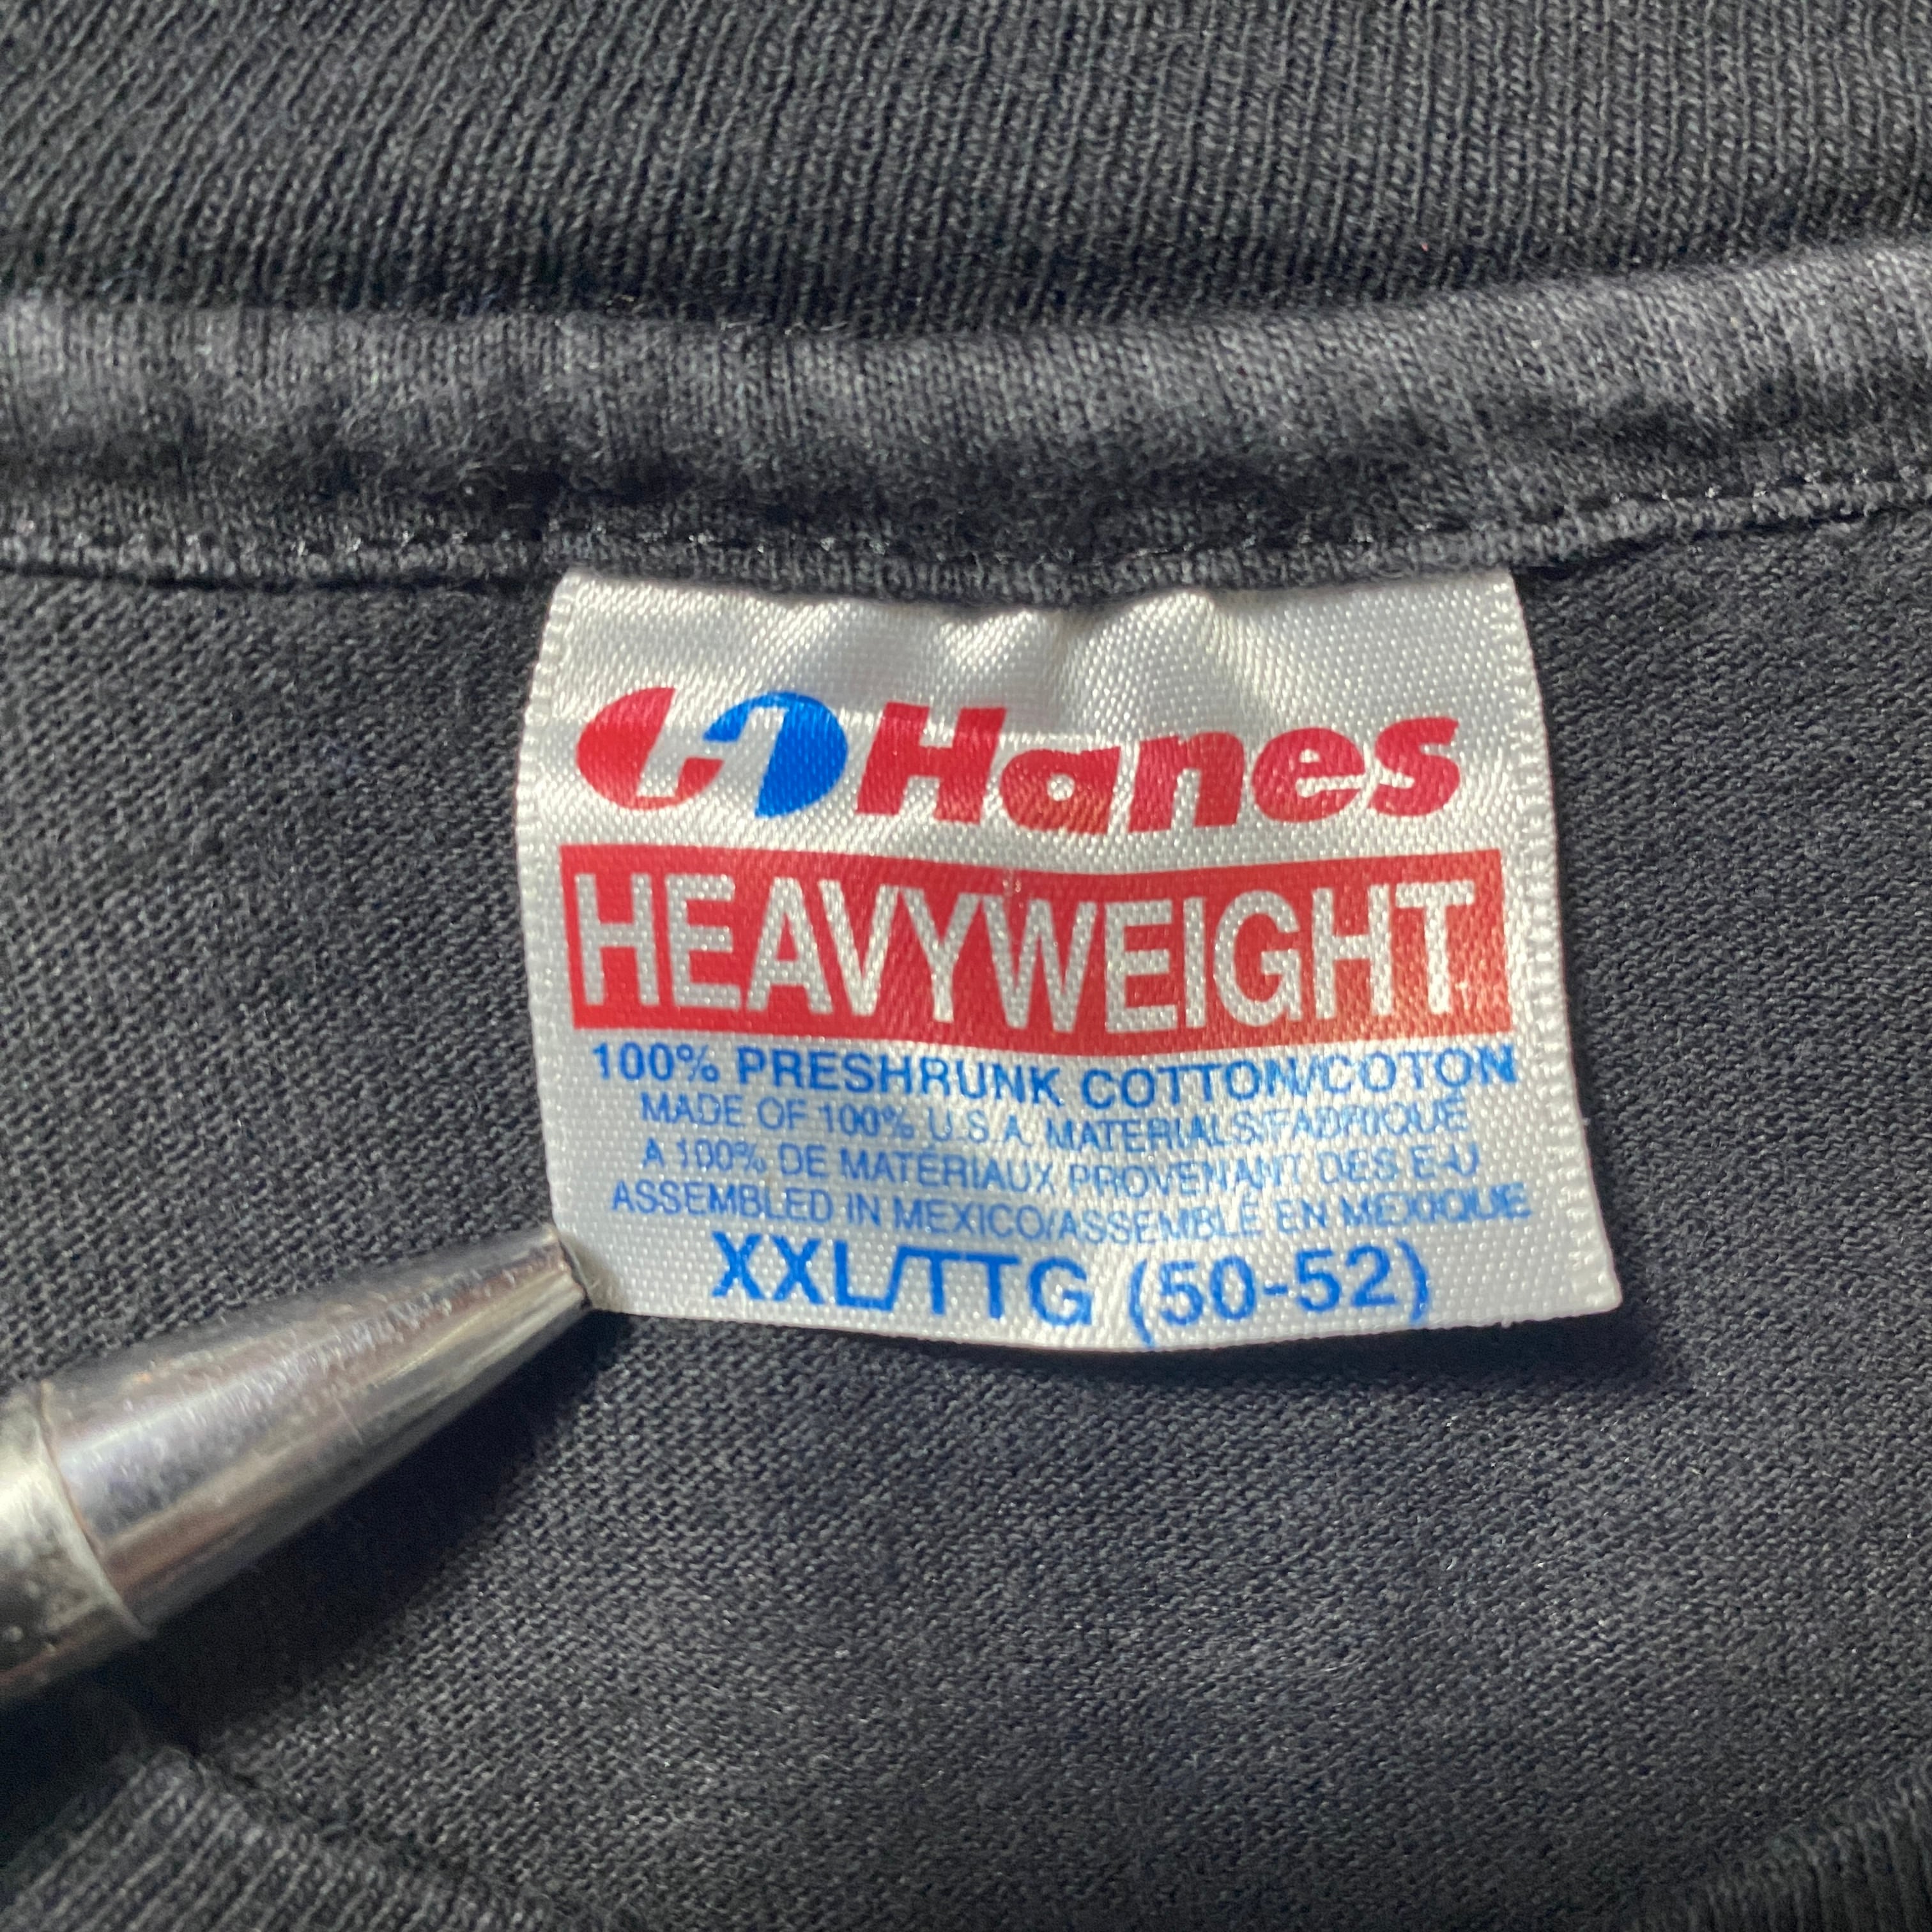 Hanes
HEAVYWEIGHT
100% PRESHRUNK COTTON/COTON
MADE OF 100% U.S.A. MATERIALS/FABRIQUÉ
A 100% DE MATÉRIAUX PROVENANT DES E-U
ASSEMBLED IN MEXICO/ASSEMBLÉ EN MEXIQUE
XXL/TTG (50-52)